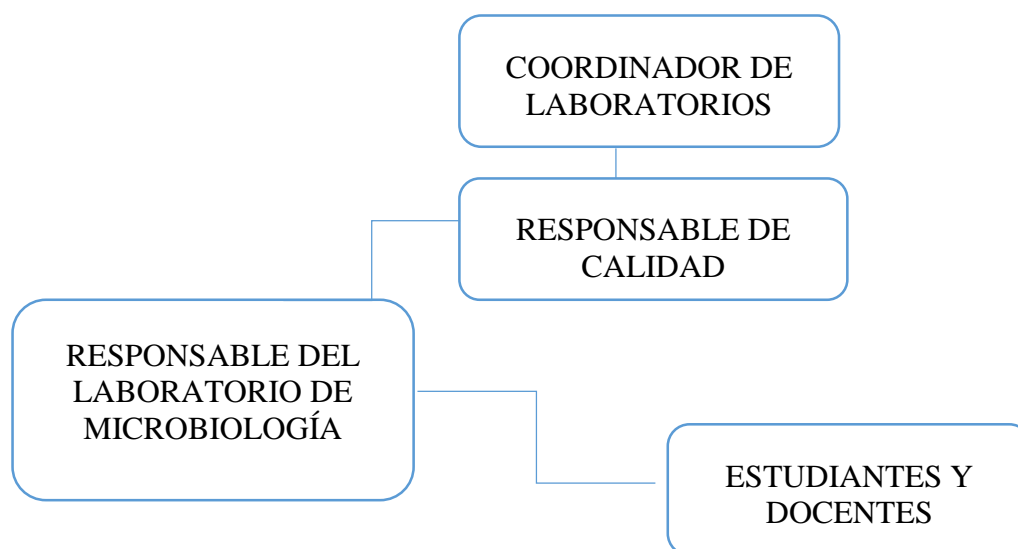 COORDINADOR DE
LABORATORIOS
RESPONSABLE DE
CALIDAD
RESPONSABLE DEL
LABORATORIO DE
MICROBIOLOGÍA
ESTUDIANTES Y
DOCENTES